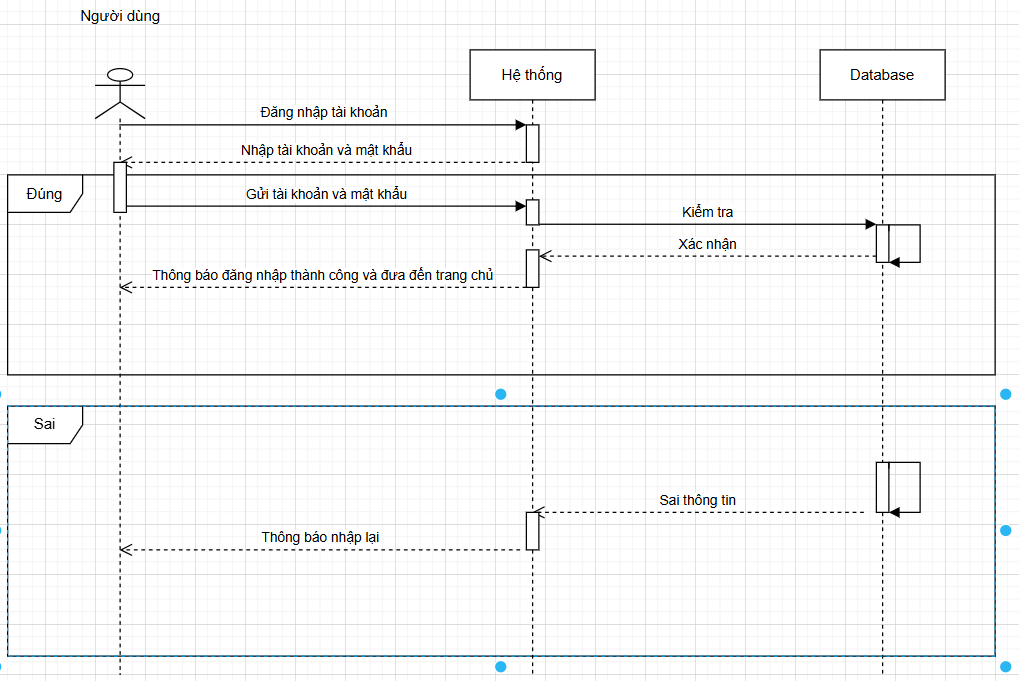 Người dùng
Hệ thống
Database
Đăng nhập tài khoản
Nhập tài khoản và mật khẩu
Đúng
Gửi tài khoản và mật khẩu
Kiểm tra
Xác nhận
Thông báo đăng nhập thành công và đưa đến trang chủ
Sai
Sai thông tin
Thông báo nhập lại